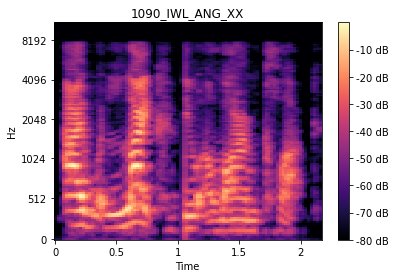 1090_IWL_ANG_XX
8192
4096
2048
1024
512
0
Hz
0
0.5
1
1.5
2
Time
-10 dB
-20 dB
-30 dB
-40 dB
-50 dB
-60 dB
-70 dB
-80 dB